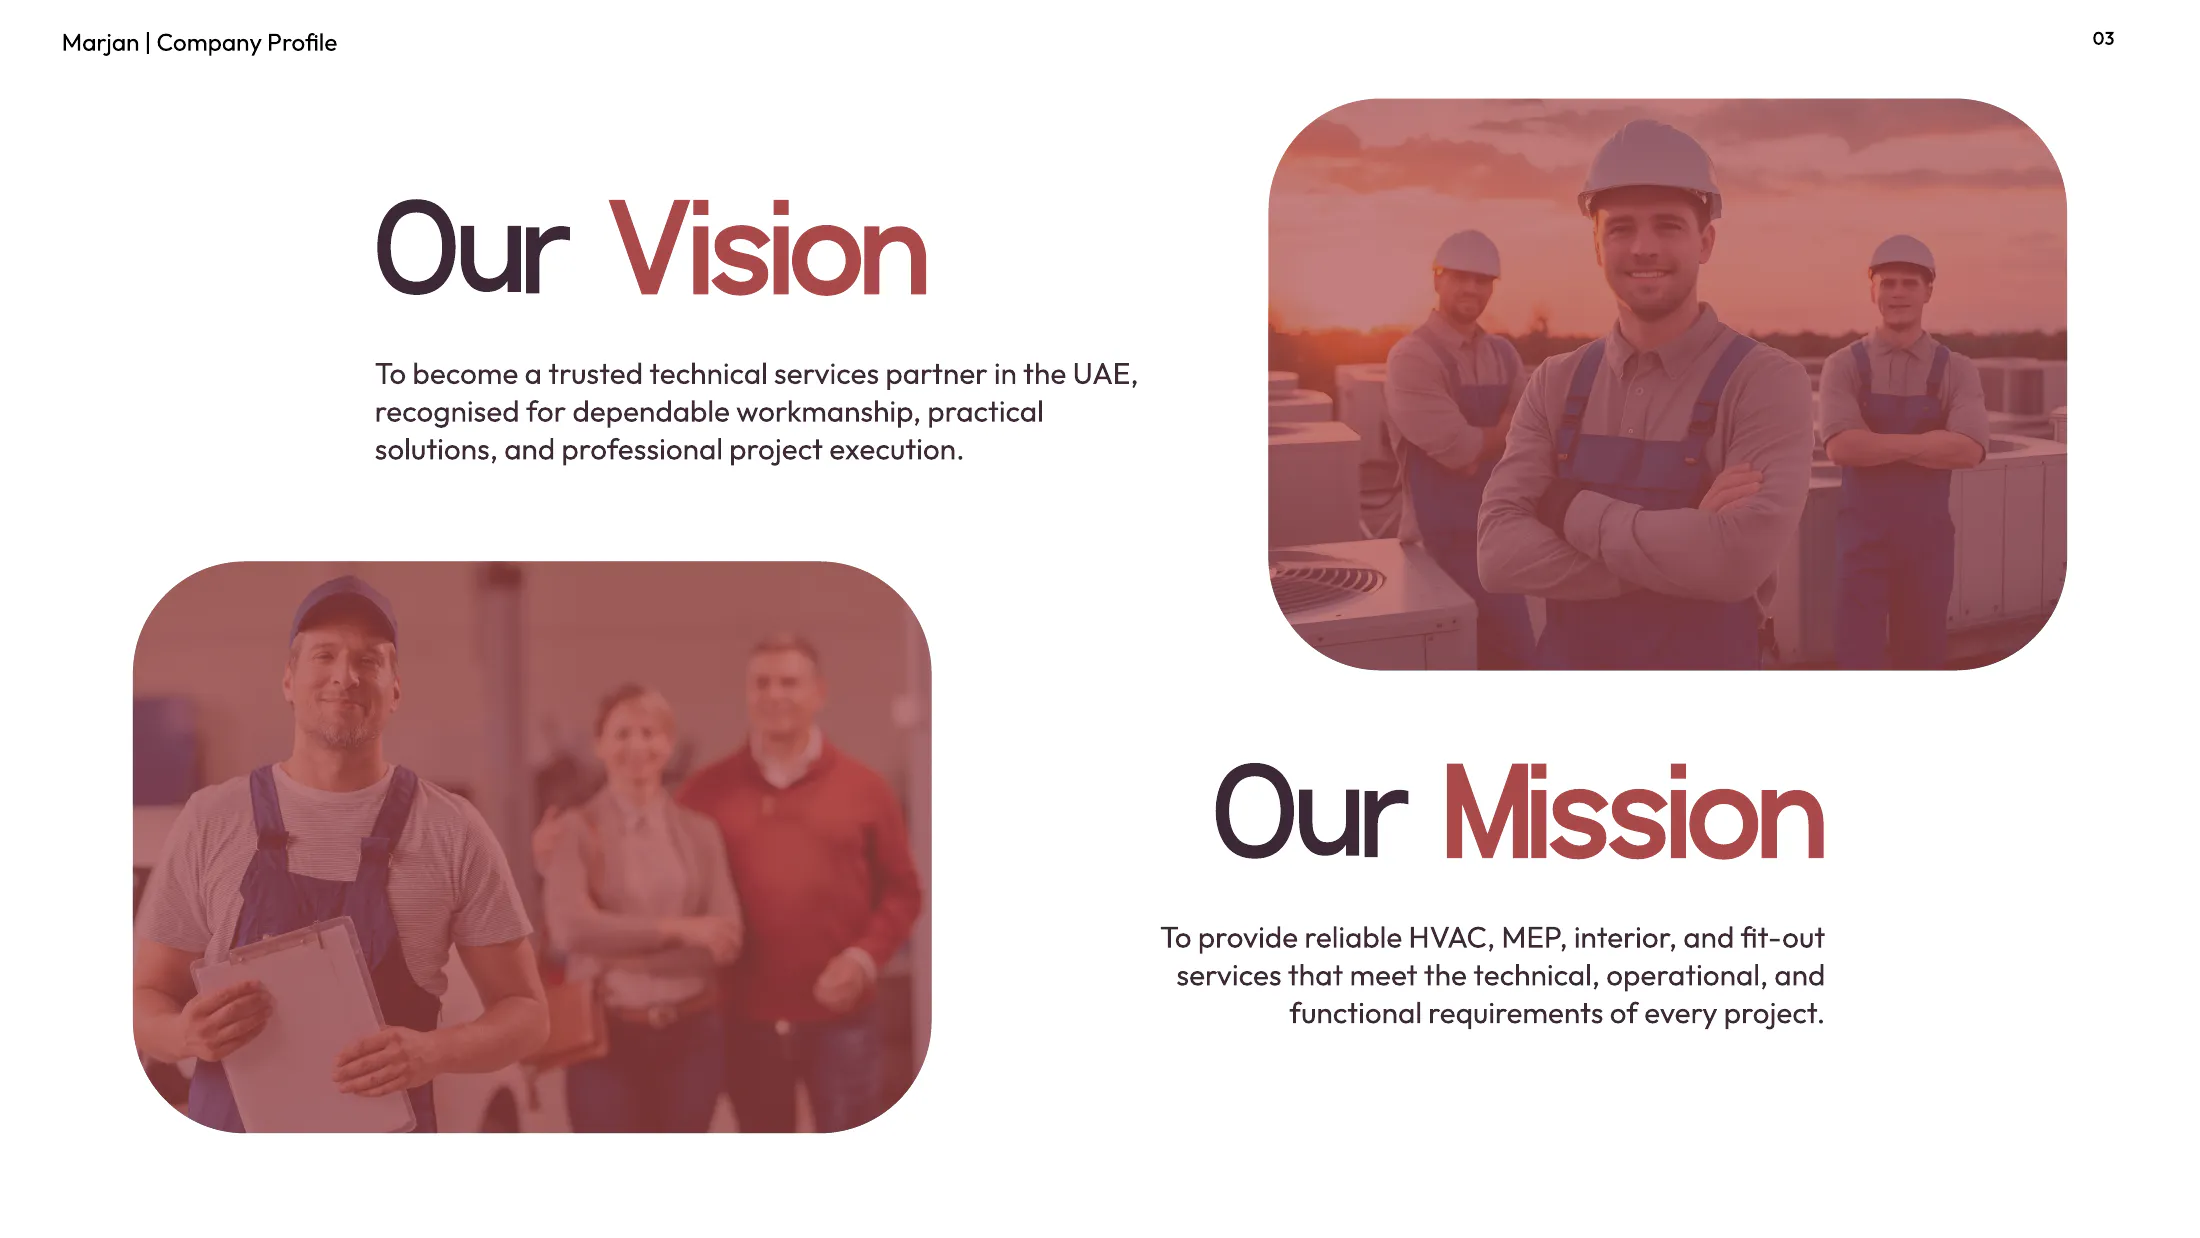 Marjan | Company Profile
03
Our Vision
To become a trusted technical services partner in the UAE,
recognised for dependable workmanship, practical
solutions, and professional project execution.
Our Mission
To provide reliable HVAC, MEP, interior, and fit-out
services that meet the technical, operational, and
functional requirements of every project.